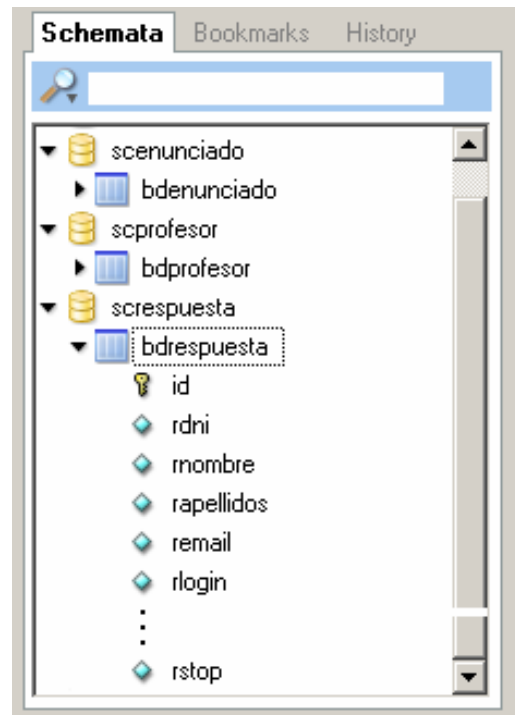 Schemata Bookmarks History
scenunciado
bdenunciado
scprofesor
bdprofesor
screspuesta
bdrespuesta
id
rdni
rnombre
rapellidos
remail
rlogin
rstop